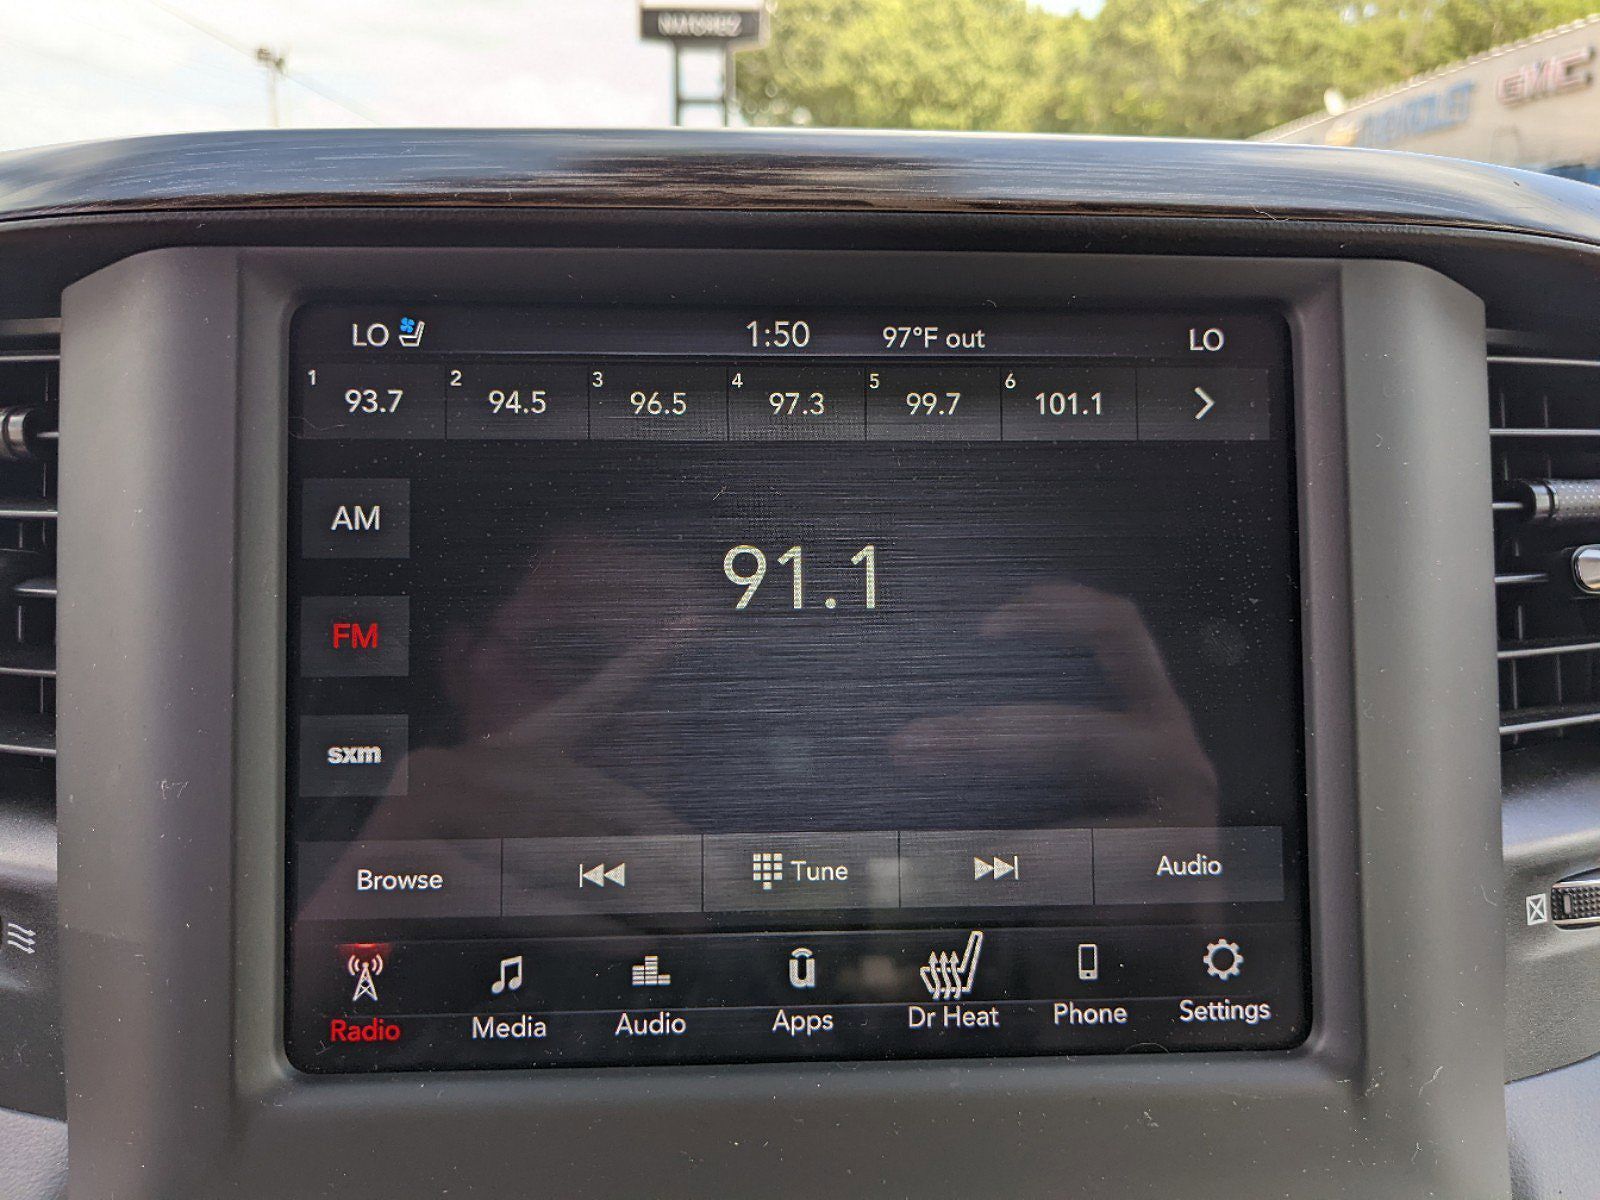 CHEVROLET GMC
LO 1:50 97°F out LO
1 93.7 2 94.5 3 96.5 4 97.3 5 99.7 6 101.1
AM
91.1
FM
sxm
Browse Tune Audio
Radio Media Audio Apps Dr Heat Phone Settings